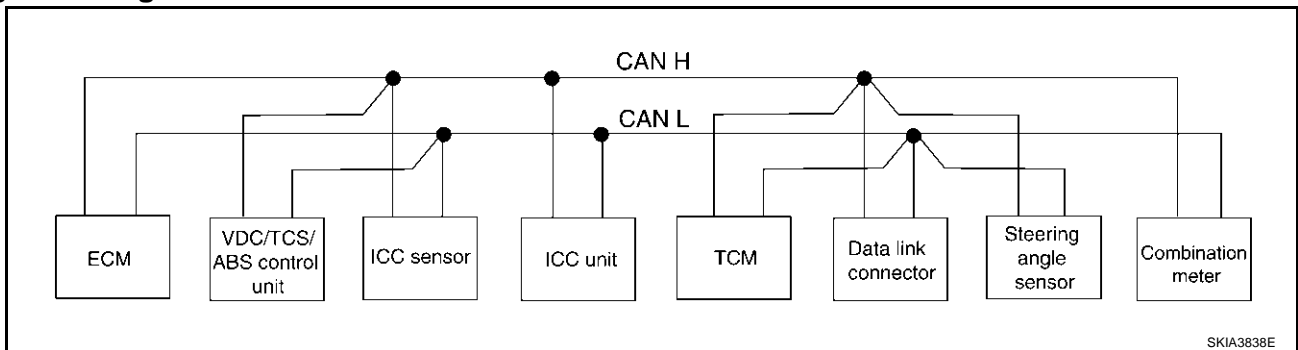 CAN H
CAN L
ECM
VDC/TCS/
ABS control
unit
ICC sensor
ICC unit
TCM
Data link
connector
Steering
angle
sensor
Combination
meter
SKIA3838E